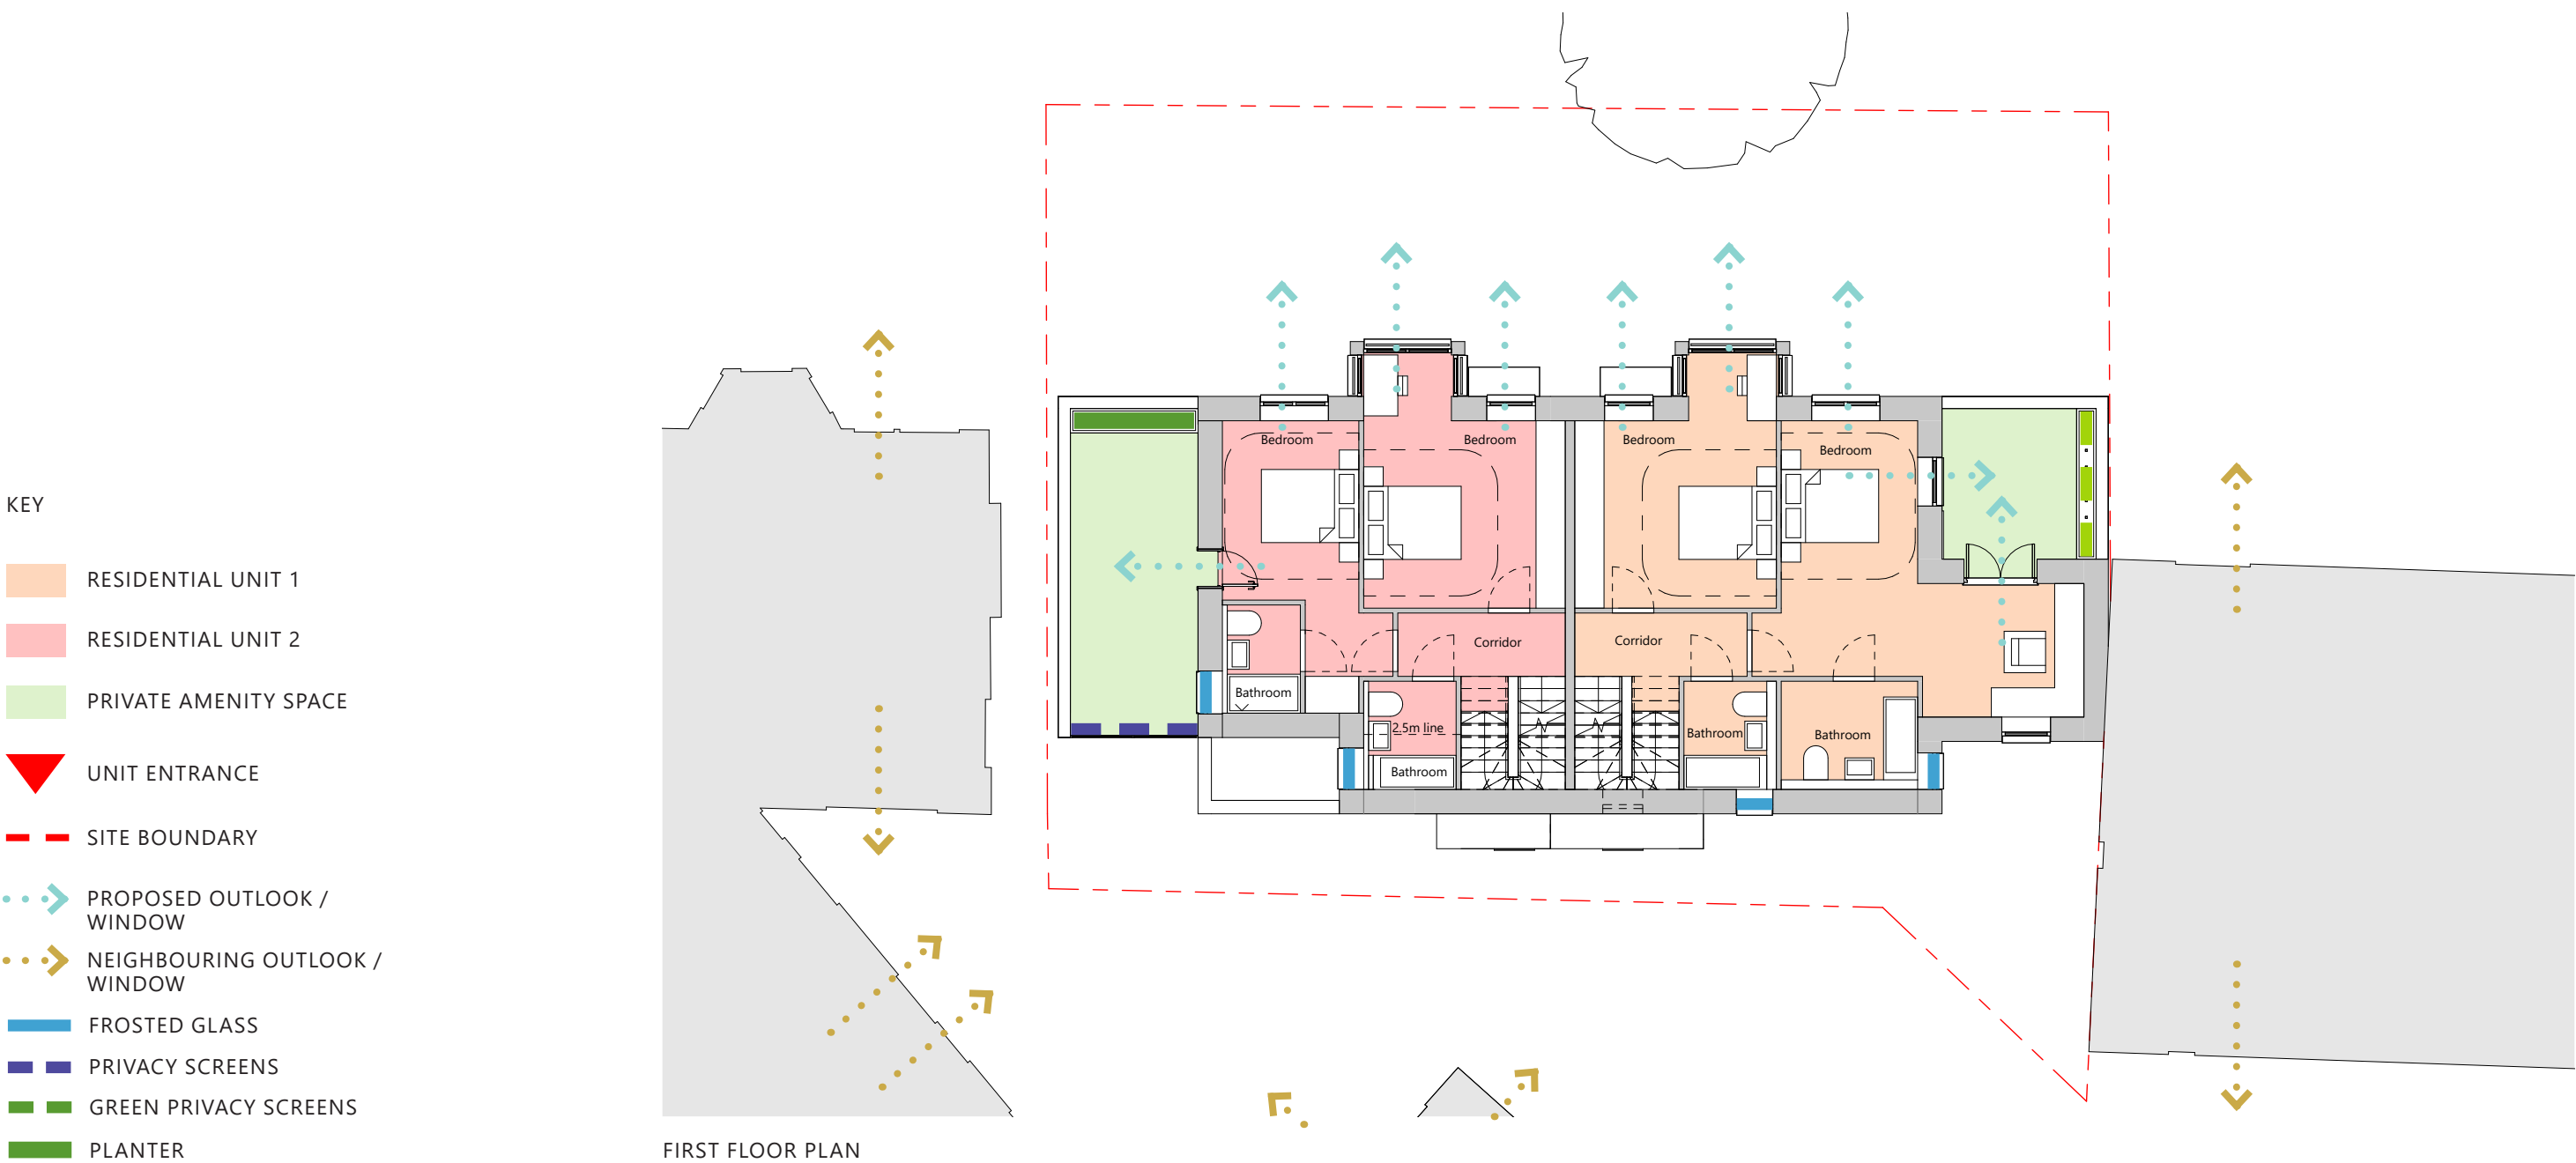 KEY
RESIDENTIAL UNIT 1
RESIDENTIAL UNIT 2
PRIVATE AMENITY SPACE
UNIT ENTRANCE
SITE BOUNDARY
PROPOSED OUTLOOK /
WINDOW
NEIGHBOURING OUTLOOK /
WINDOW
FROSTED GLASS
PRIVACY SCREENS
GREEN PRIVACY SCREENS
PLANTER
Bedroom
Bedroom
Bedroom
Bedroom
Corridor
Corridor
Bathroom
2.5m line
Bathroom
Bathroom
Bathroom
FIRST FLOOR PLAN